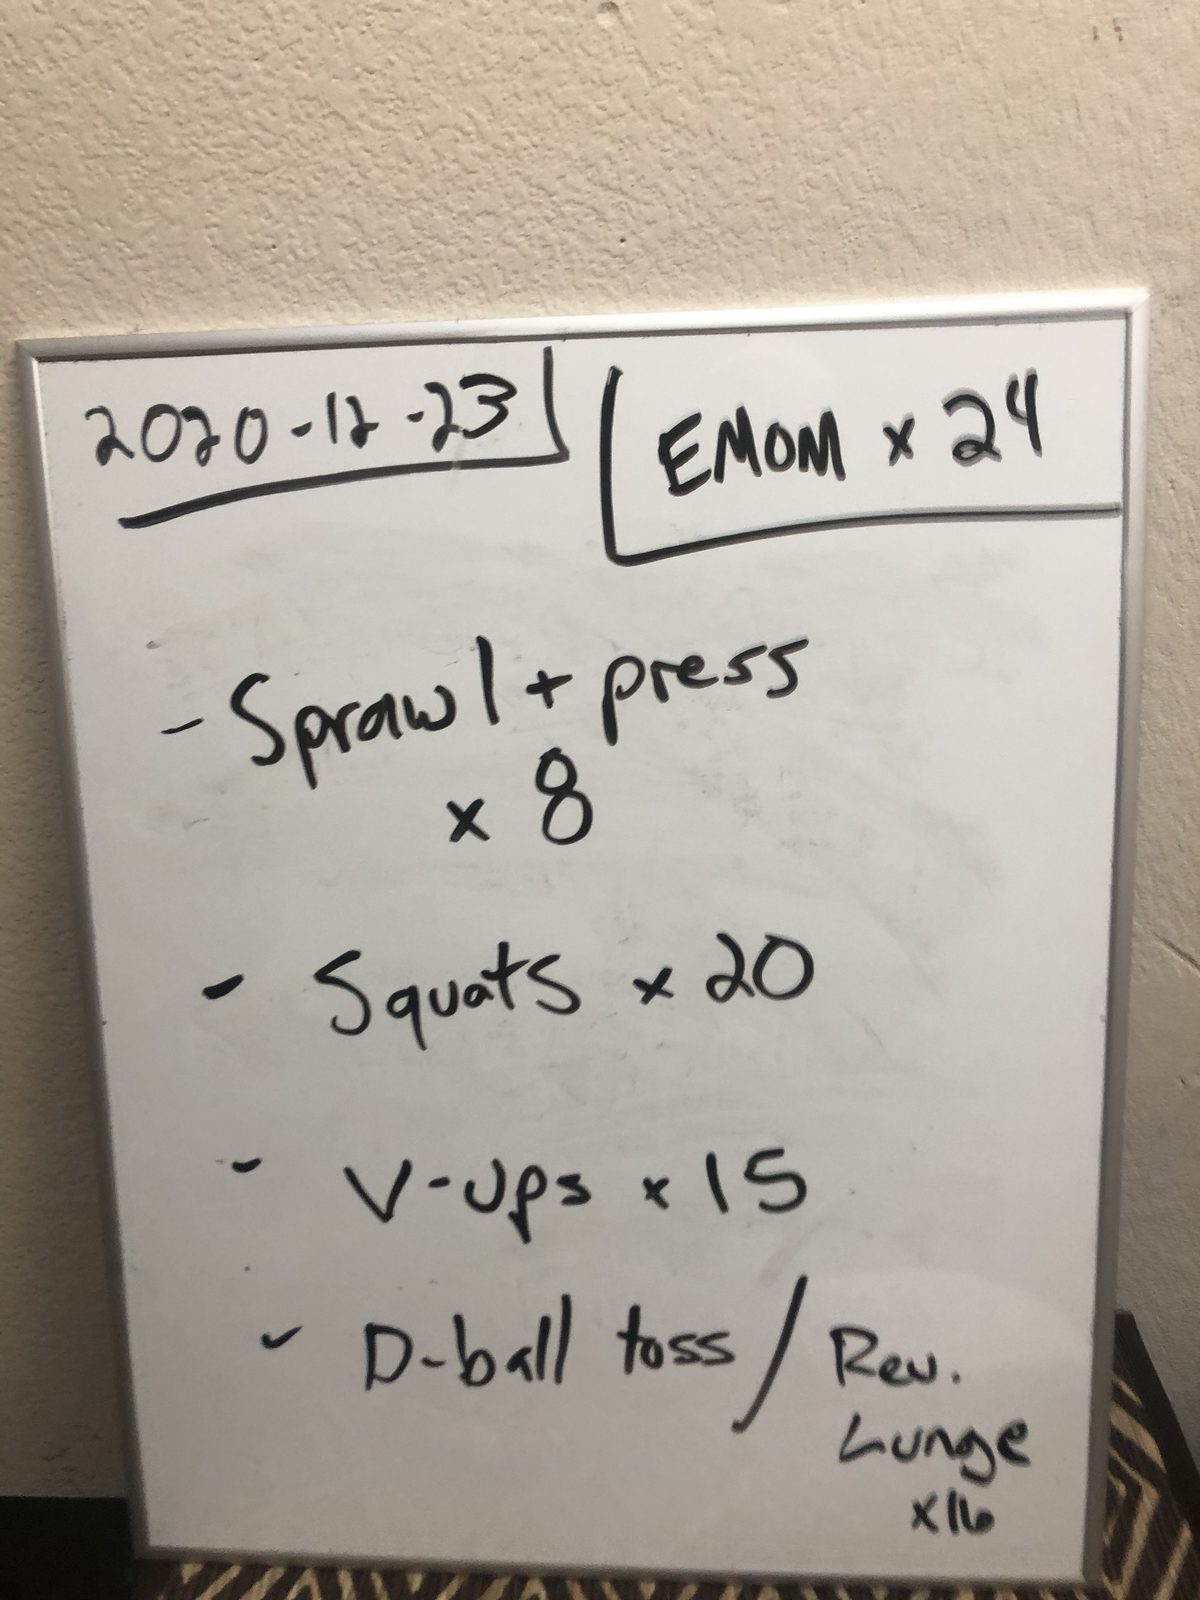 2020-12-23
EMOM x 24
- Sprawl + press
x 8
- Squats x 20
- V-ups x 15
- D-ball toss / Rev.
Lunge
x16